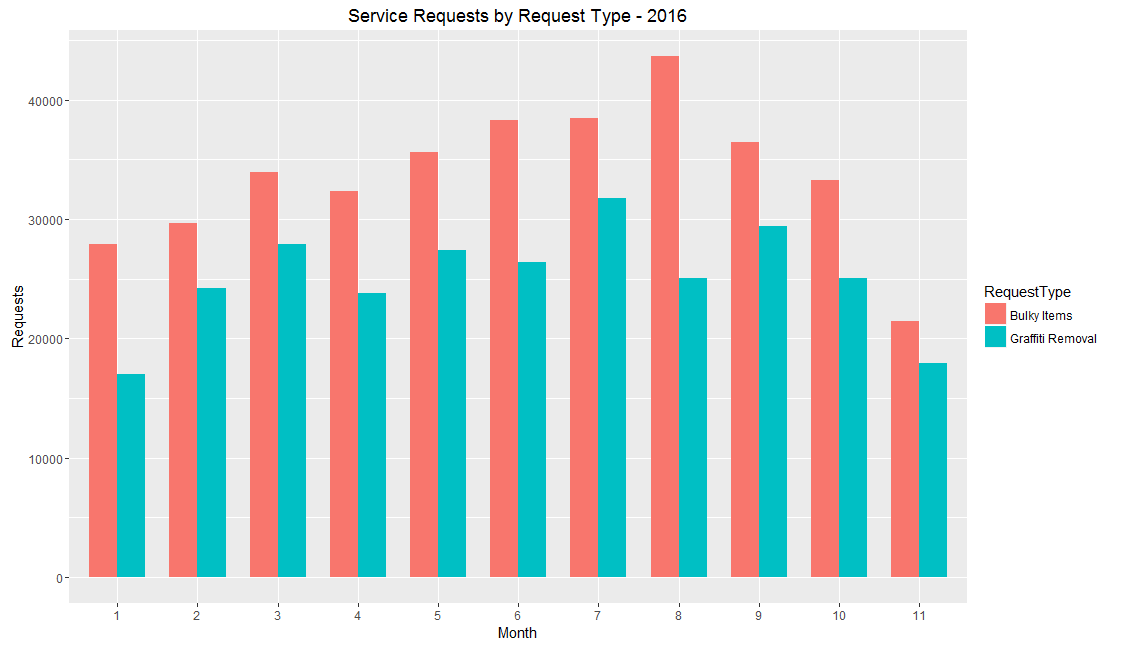 Service Requests by Request Type - 2016
Requests
40000
30000
20000
10000
0
1 2 3 4 5 6 7 8 9 10 11
Month
RequestType
Bulky Items
Graffiti Removal